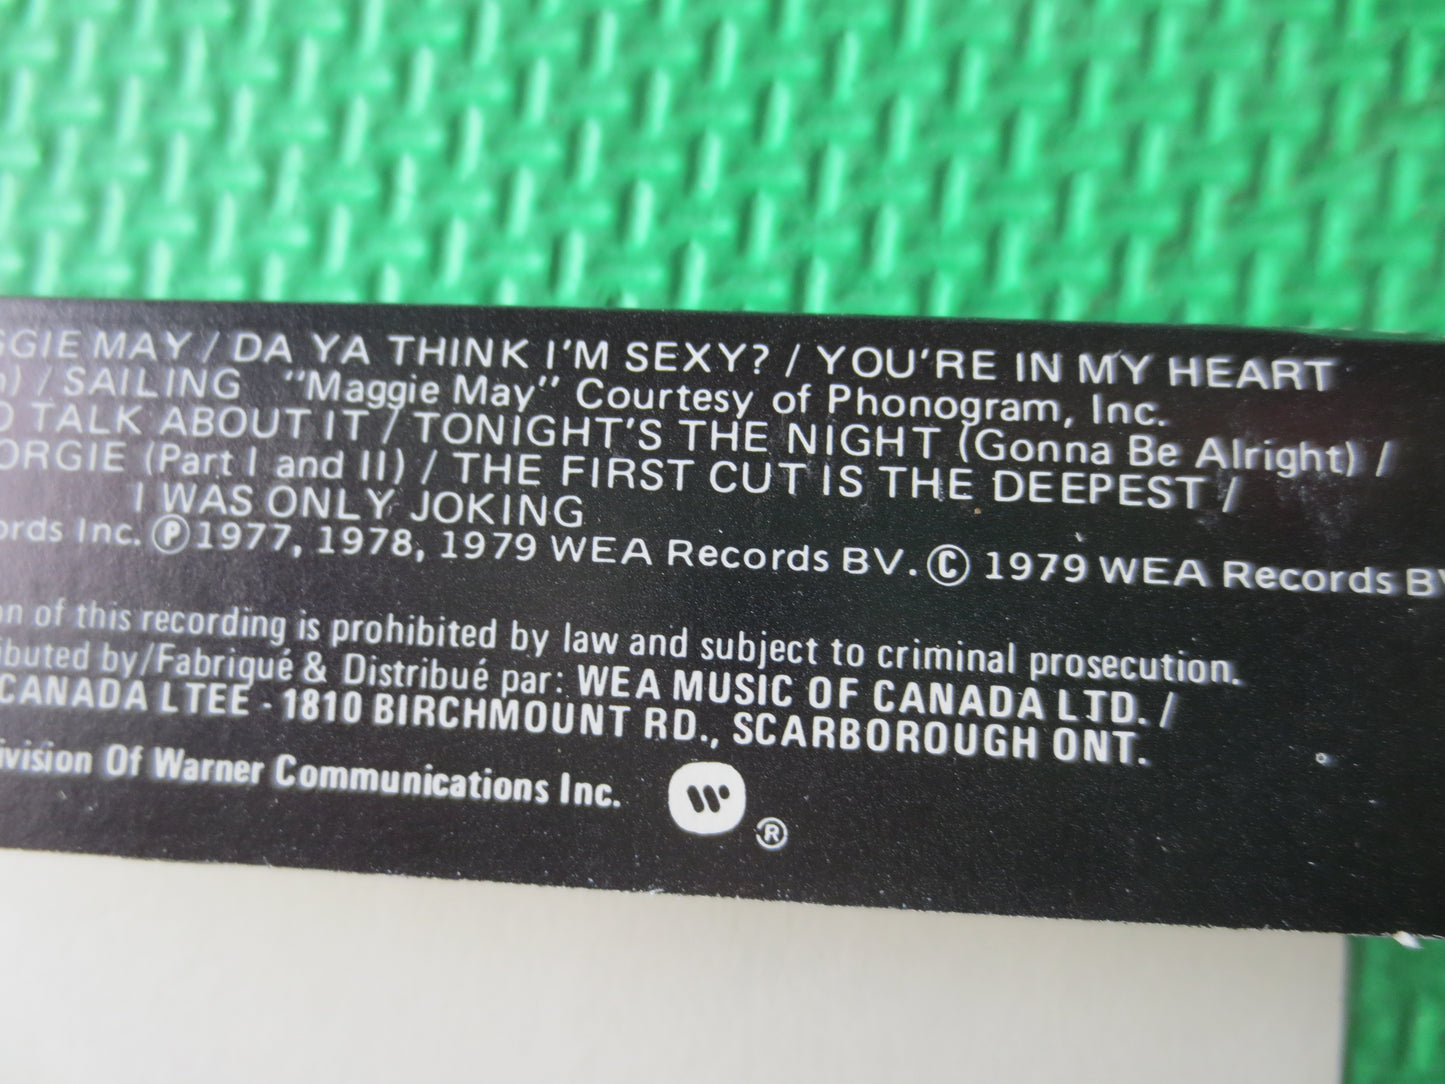 GGIE MAY / DA YA THINK I'M SEXY? / YOU'RE IN MY HEART
) / SAILING "Maggie May" Courtesy of Phonogram, Inc.
O TALK ABOUT IT / TONIGHT'S THE NIGHT (Gonna Be Alright) /
ORGIE (Part I and II) / THE FIRST CUT IS THE DEEPEST /
I WAS ONLY JOKING
ords Inc. Ⓟ 1977, 1978, 1979 WEA Records BV. © 1979 WEA Records BV
on of this recording is prohibited by law and subject to criminal prosecution.
ibuted by/Fabriqué & Distribué par: WEA MUSIC OF CANADA LTD. /
CANADA LTEE - 1810 BIRCHMOUNT RD., SCARBOROUGH ONT.
ivision Of Warner Communications Inc.
W ®